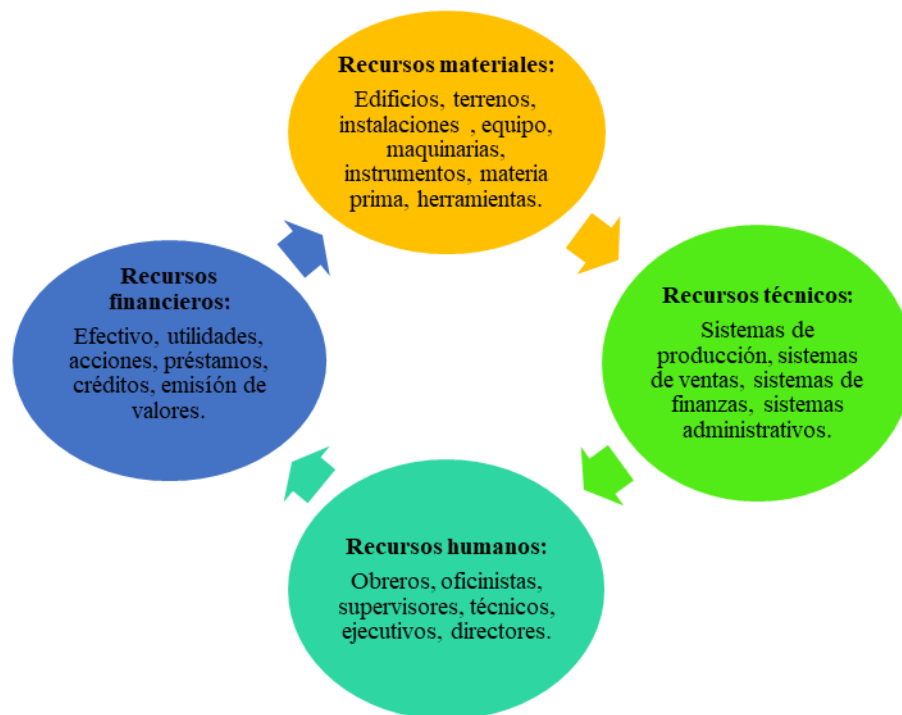 Recursos materiales:
Edificios, terrenos,
instalaciones , equipo,
maquinarias,
instrumentos, materia
prima, herramientas.
Recursos técnicos:
Sistemas de
producción, sistemas
de ventas, sistemas de
finanzas, sistemas
administrativos.
Recursos humanos:
Obreros, oficinistas,
supervisores, técnicos,
ejecutivos, directores.
Recursos
financieros:
Efectivo, utilidades,
acciones, préstamos,
créditos, emisíón de
valores.